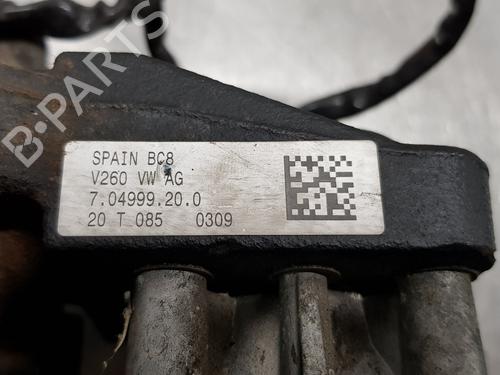 B-PARTS
SPAIN BC8
V260 VW AG
7.04999.20.0
20 T 085 0309